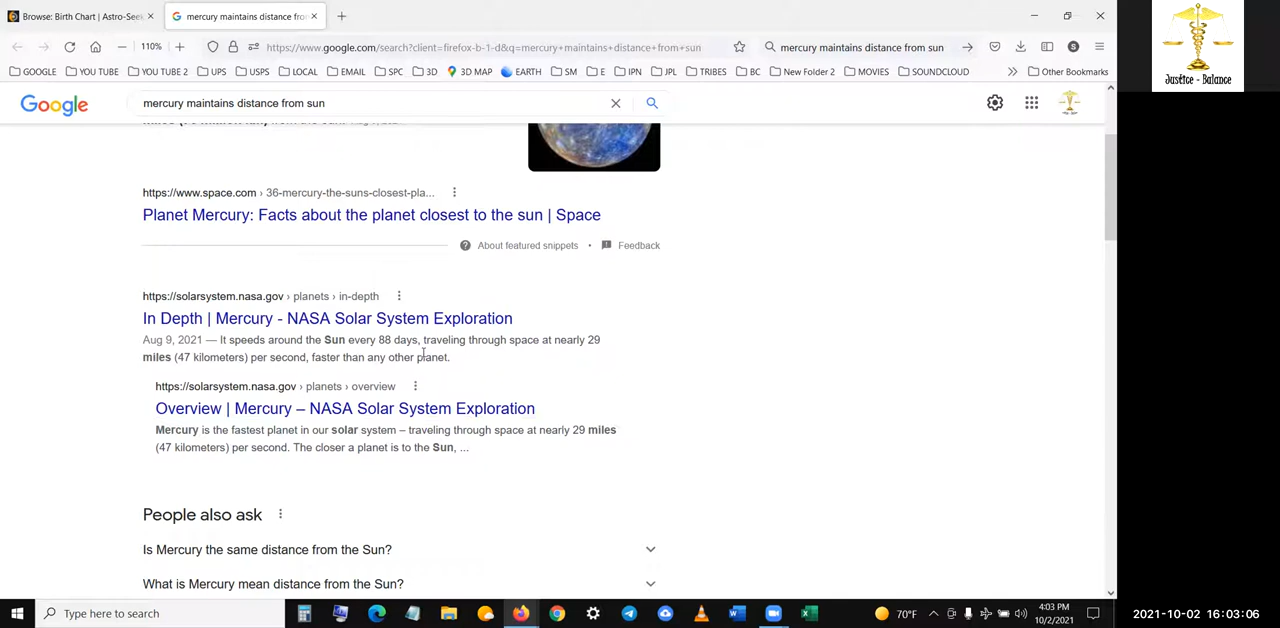 Browse: Birth Chart | Astro-Seek
mercury maintains distance from
110%
https://www.google.com/search?client=firefox-b-1-d&q=mercury+maintains+distance+from+sun
mercury maintains distance from sun
GOOGLE YOU TUBE YOU TUBE 2 UPS USPS LOCAL EMAIL SPC 3D 3D MAP EARTH SM E IPN JPL TRIBES BC New Folder 2 MOVIES SOUNDCLOUD Other Bookmarks
Justice - Balance
Google
mercury maintains distance from sun
https://www.space.com › 36-mercury-the-suns-closest-pla...
Planet Mercury: Facts about the planet closest to the sun | Space
About featured snippets • Feedback
https://solarsystem.nasa.gov › planets › in-depth
In Depth | Mercury - NASA Solar System Exploration
Aug 9, 2021 — It speeds around the Sun every 88 days, traveling through space at nearly 29
miles (47 kilometers) per second, faster than any other planet.
https://solarsystem.nasa.gov › planets › overview
Overview | Mercury – NASA Solar System Exploration
Mercury is the fastest planet in our solar system – traveling through space at nearly 29 miles
(47 kilometers) per second. The closer a planet is to the Sun, ...
People also ask
Is Mercury the same distance from the Sun?
What is Mercury mean distance from the Sun?
Type here to search
70°F
4:03 PM
10/2/2021
2021-10-02 16:03:06